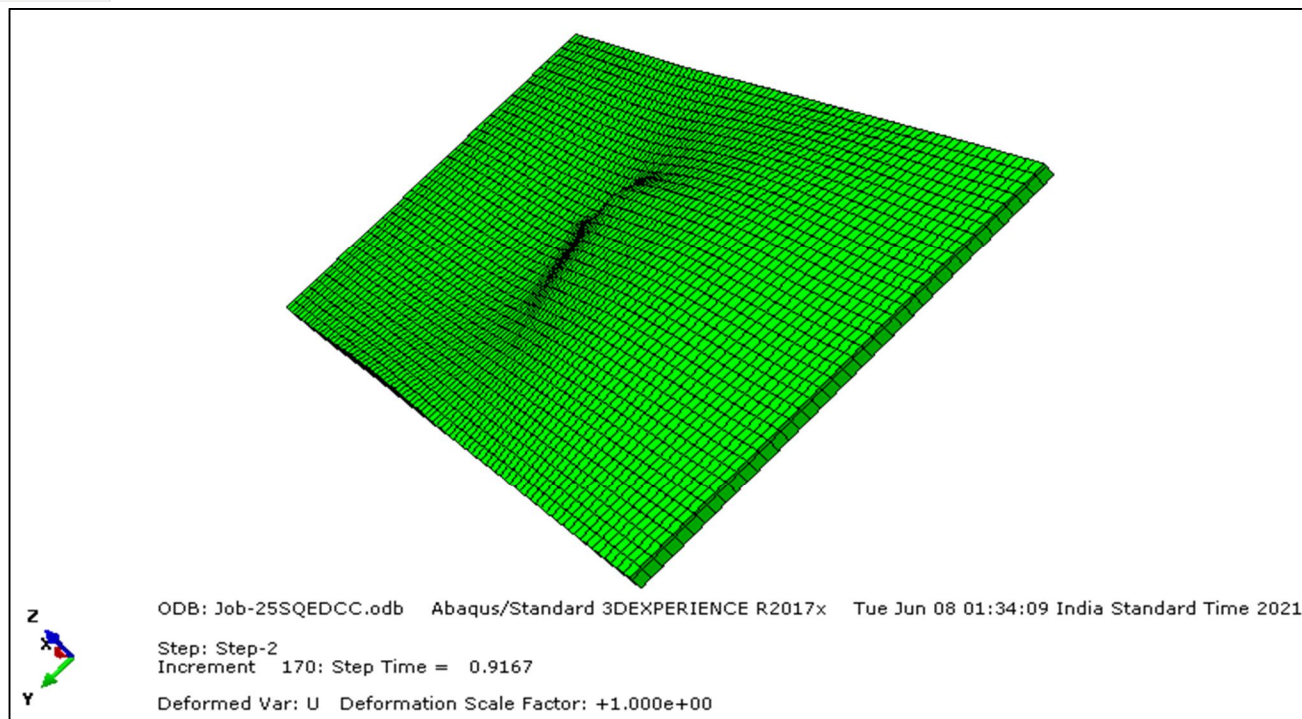 ODB: Job-25SQEDCC.odb Abaqus/Standard 3DEXPERIENCE R2017x Tue Jun 08 01:34:09 India Standard Time 2021
Z
X
Y
Step: Step-2
Increment 170: Step Time = 0.9167
Deformed Var: U Deformation Scale Factor: +1.000e+00